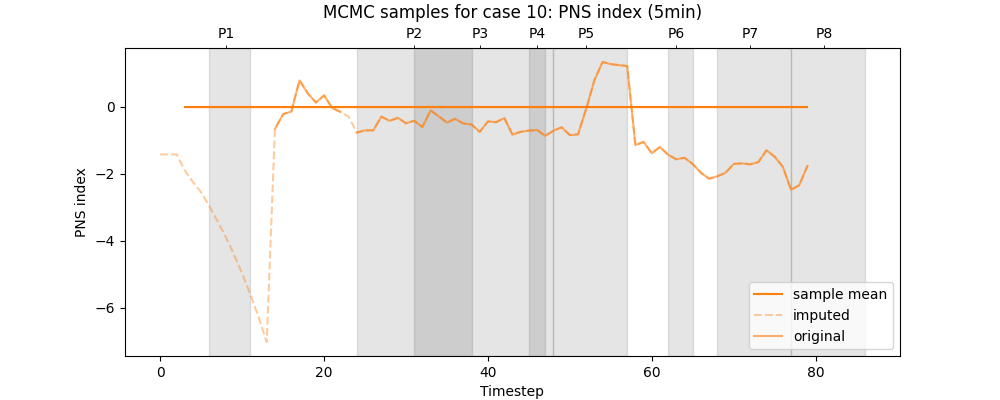 MCMC samples for case 10: PNS index (5min)
P1 P2 P3 P4 P5 P6 P7 P8
0
−2
−4
−6
PNS index
sample mean
imputed
original
0 20 40 60 80
Timestep